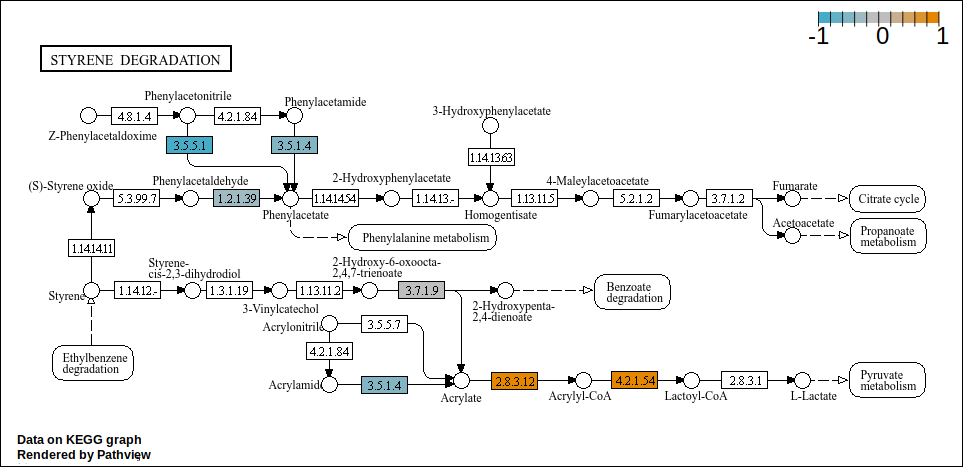 -1 0 1
STYRENE DEGRADATION
Phenylacetonitrile
Phenylacetamide
4.8.1.4
4.2.1.84
Z-Phenylacetaldoxime
3-Hydroxyphenylacetate
3.5.5.1
3.5.1.4
1.14.13.63
(S)-Styrene oxide
Phenylacetaldehyde
2-Hydroxyphenylacetate
4-Maleylacetoacetate
Fumarate
5.3.99.7
1.2.1.39
1.14.14.54
1.14.13.-
1.13.11.5
5.2.1.2
3.7.1.2
Citrate cycle
Phenylacetate
Homogentisate
Fumarylacetoacetate
Acetoacetate
Phenylalanine metabolism
Propanoate
metabolism
1.14.14.11
Styrene-
cis-2,3-dihydrodiol
2-Hydroxy-6-oxoocta-
2,4,7-trienoate
Styrene
1.14.12.-
1.3.1.19
1.13.11.2
3.7.1.9
Benzoate
degradation
3-Vinylcatechol
2-Hydroxypenta-
2,4-dienoate
Acrylonitrile
3.5.5.7
4.2.1.84
Ethylbenzene
degradation
Acrylamid
3.5.1.4
2.8.3.12
4.2.1.54
2.8.3.1
Pyruvate
metabolism
Acrylate
Acrylyl-CoA
Lactoyl-CoA
L-Lactate
Data on KEGG graph
Rendered by Pathview